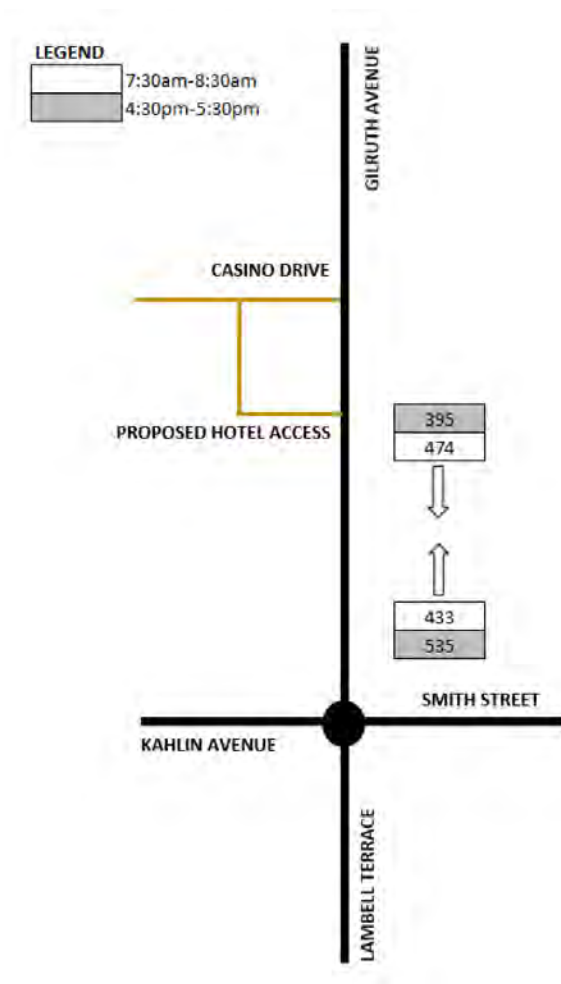 LEGEND
7:30am-8:30am
4:30pm-5:30pm
GILRUTH AVENUE
CASINO DRIVE
PROPOSED HOTEL ACCESS
395
474
433
535
SMITH STREET
KAHLIN AVENUE
LAMBELL TERRACE